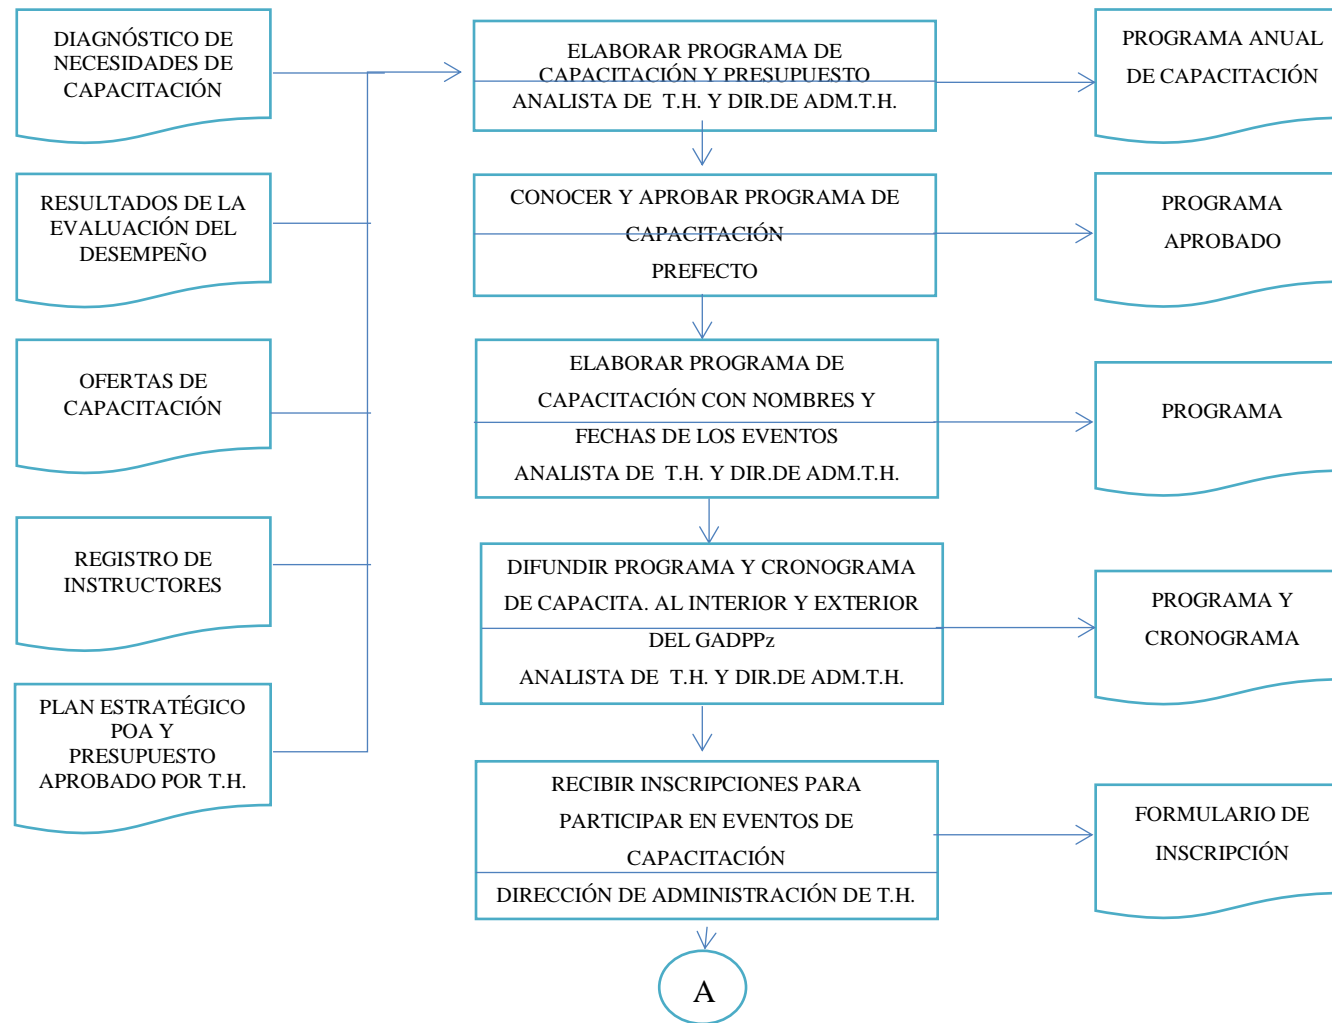 DIAGNÓSTICO DE
NECESIDADES DE
CAPACITACIÓN
RESULTADOS DE LA
EVALUACIÓN DEL
DESEMPEÑO
OFERTAS DE
CAPACITACIÓN
REGISTRO DE
INSTRUCTORES
PLAN ESTRATÉGICO
POA Y
PRESUPUESTO
APROBADO POR T.H.
ELABORAR PROGRAMA DE
CAPACITACIÓN Y PRESUPUESTO
ANALISTA DE T.H. Y DIR.DE ADM.T.H.
CONOCER Y APROBAR PROGRAMA DE
CAPACITACIÓN
PREFECTO
ELABORAR PROGRAMA DE
CAPACITACIÓN CON NOMBRES Y
FECHAS DE LOS EVENTOS
ANALISTA DE T.H. Y DIR.DE ADM.T.H.
DIFUNDIR PROGRAMA Y CRONOGRAMA
DE CAPACITA. AL INTERIOR Y EXTERIOR
DEL GADPPz
ANALISTA DE T.H. Y DIR.DE ADM.T.H.
RECIBIR INSCRIPCIONES PARA
PARTICIPAR EN EVENTOS DE
CAPACITACIÓN
DIRECCIÓN DE ADMINISTRACIÓN DE T.H.
A
PROGRAMA ANUAL
DE CAPACITACIÓN
PROGRAMA
APROBADO
PROGRAMA
PROGRAMA Y
CRONOGRAMA
FORMULARIO DE
INSCRIPCIÓN